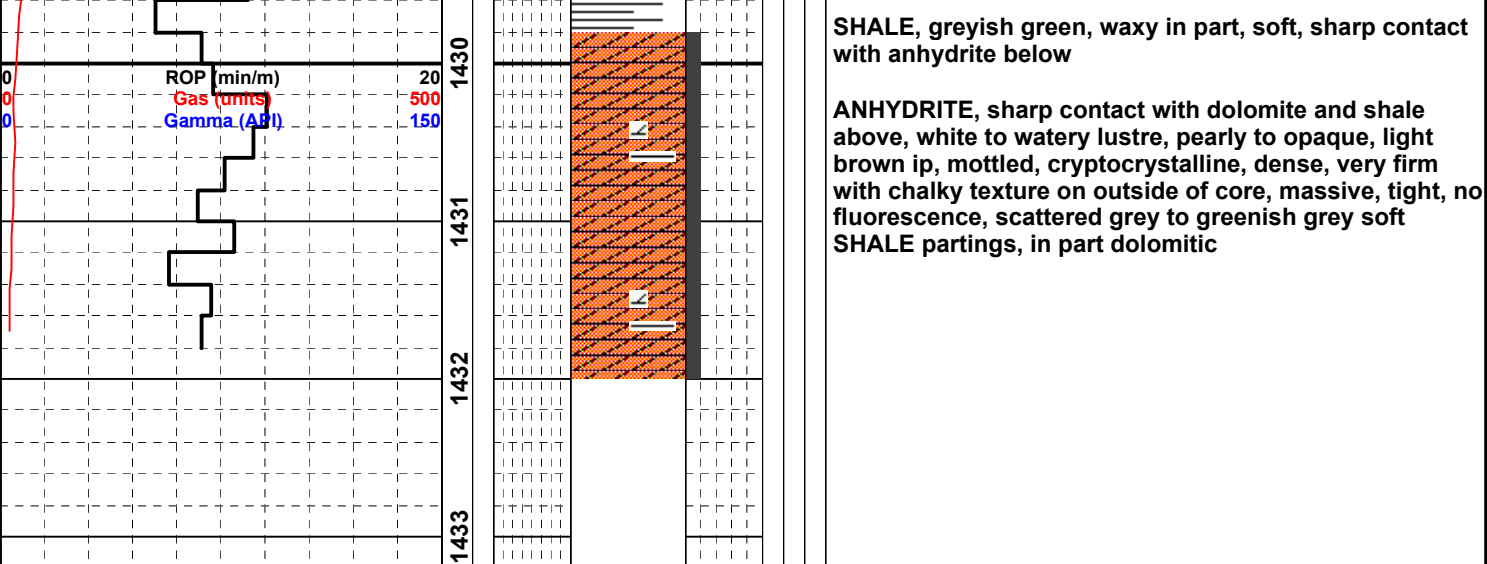 SHALE, greyish green, waxy in part, soft, sharp contact
with anhydrite below
1430
0 ROP (min/m) 20
0 Gas (units) 500
0 Gamma (API) 150
ANHYDRITE, sharp contact with dolomite and shale
above, white to watery lustre, pearly to opaque, light
brown ip, mottled, cryptocrystalline, dense, very firm
with chalky texture on outside of core, massive, tight, no
fluorescence, scattered grey to greenish grey soft
SHALE partings, in part dolomitic
1431
1432
1433